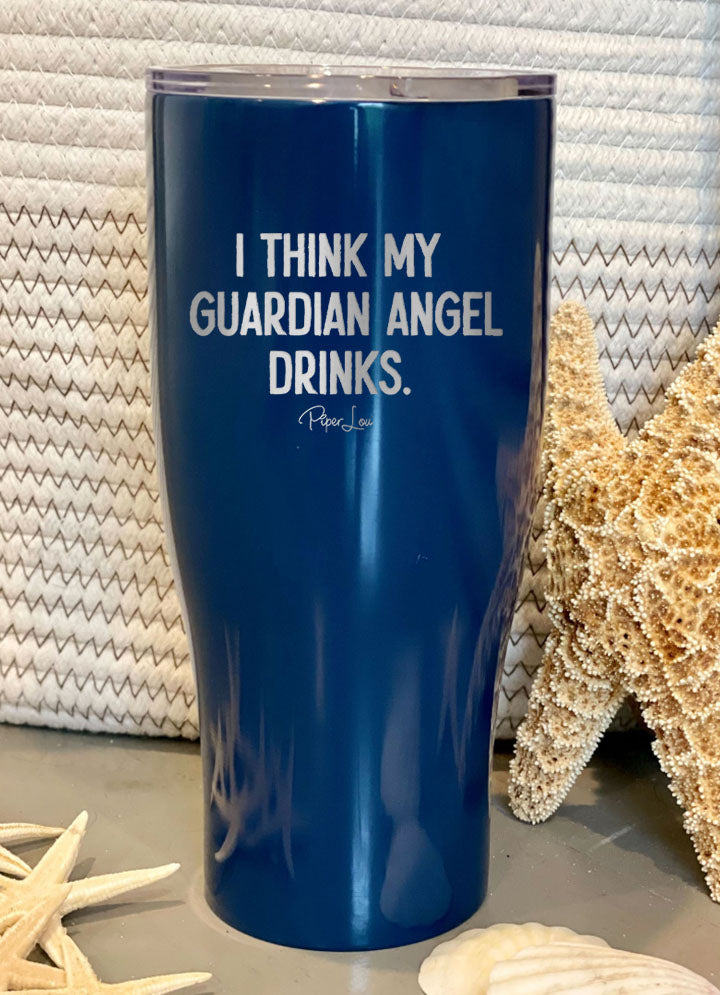 I THINK MY
GUARDIAN ANGEL
DRINKS.
Piper Lou